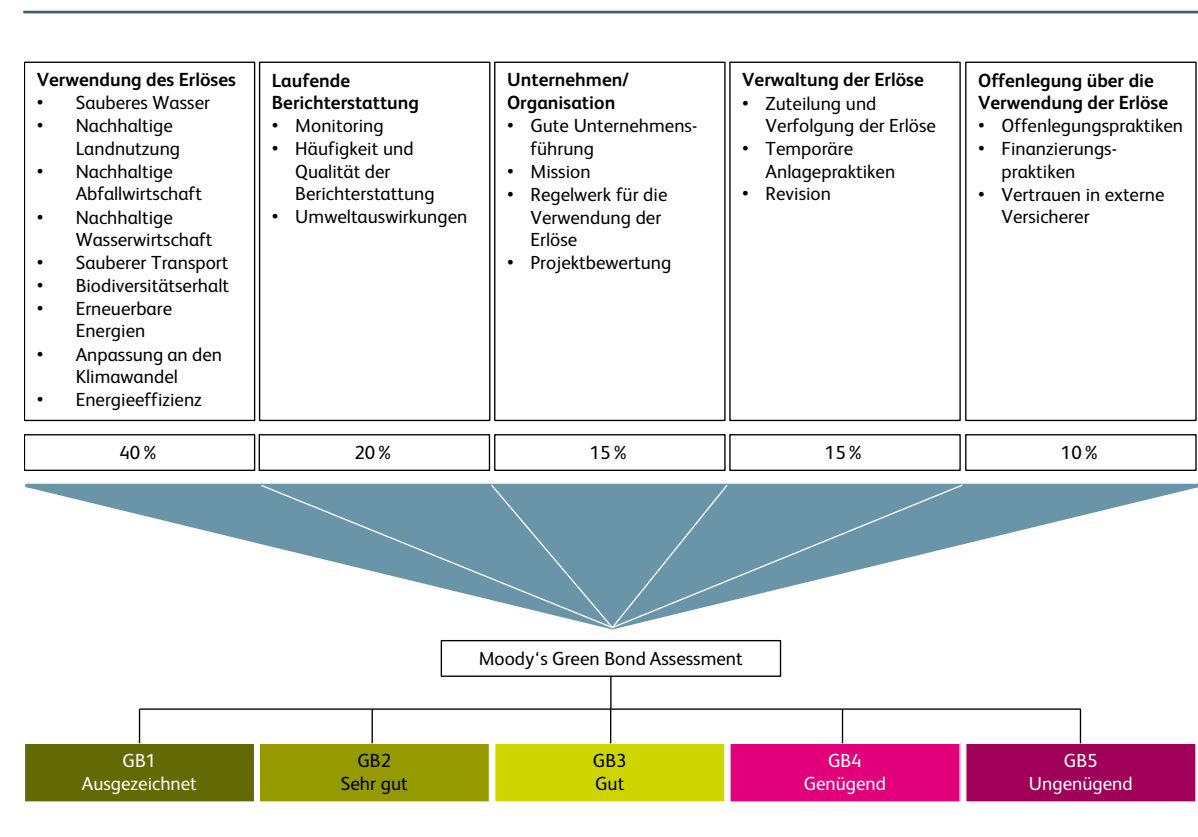 Verwendung des Erlöses
• Sauberes Wasser
• Nachhaltige
Landnutzung
• Nachhaltige
Abfallwirtschaft
• Nachhaltige
Wasserwirtschaft
• Sauberer Transport
• Biodiversitätserhalt
• Erneuerbare
Energien
• Anpassung an den
Klimawandel
• Energieeffizienz
Laufende
Berichterstattung
• Monitoring
• Häufigkeit und
Qualität der
Berichterstattung
• Umweltauswirkungen
Unternehmen/
Organisation
• Gute Unternehmens-
führung
• Mission
• Regelwerk für die
Verwendung der
Erlöse
• Projektbewertung
Verwaltung der Erlöse
• Zuteilung und
Verfolgung der Erlöse
• Temporäre
Anlagepraktiken
• Revision
Offenlegung über die
Verwendung der Erlöse
• Offenlegungspraktiken
• Finanzierungs-
praktiken
• Vertrauen in externe
Versicherer
40 %
20 %
15 %
15 %
10 %
Moody‘s Green Bond Assessment
GB1
Ausgezeichnet
GB2
Sehr gut
GB3
Gut
GB4
Genügend
GB5
Ungenügend